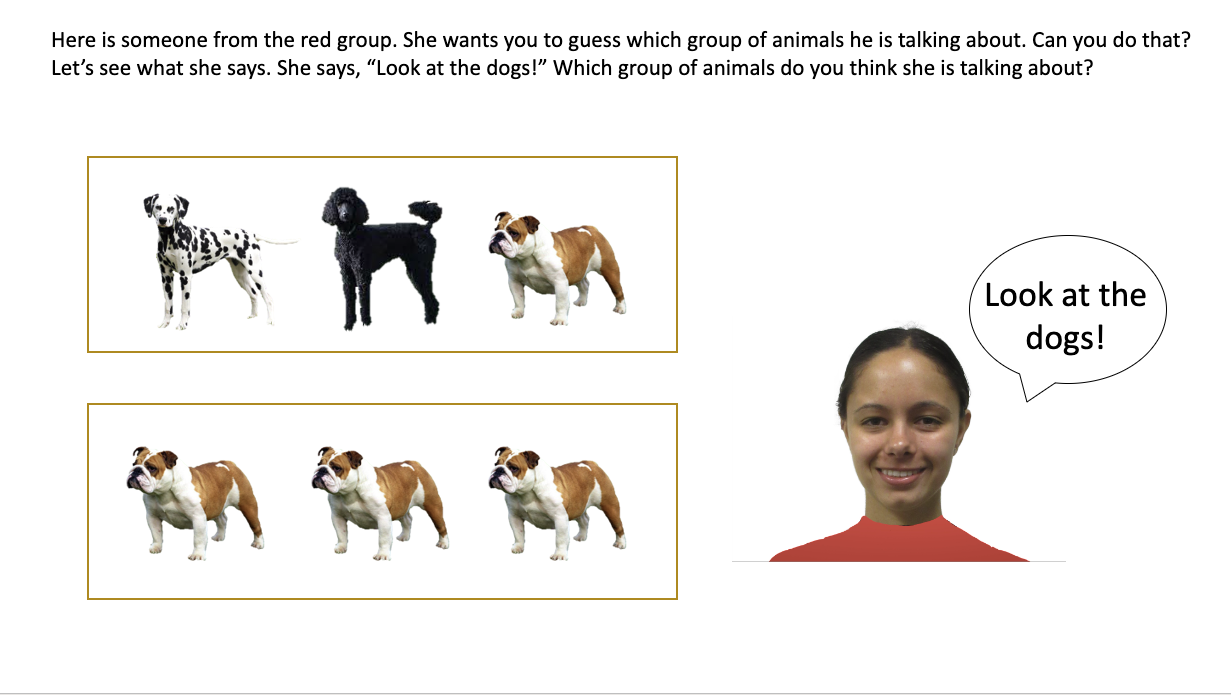 Here is someone from the red group. She wants you to guess which group of animals he is talking about. Can you do that?
Let’s see what she says. She says, “Look at the dogs!” Which group of animals do you think she is talking about?
Look at the
dogs!